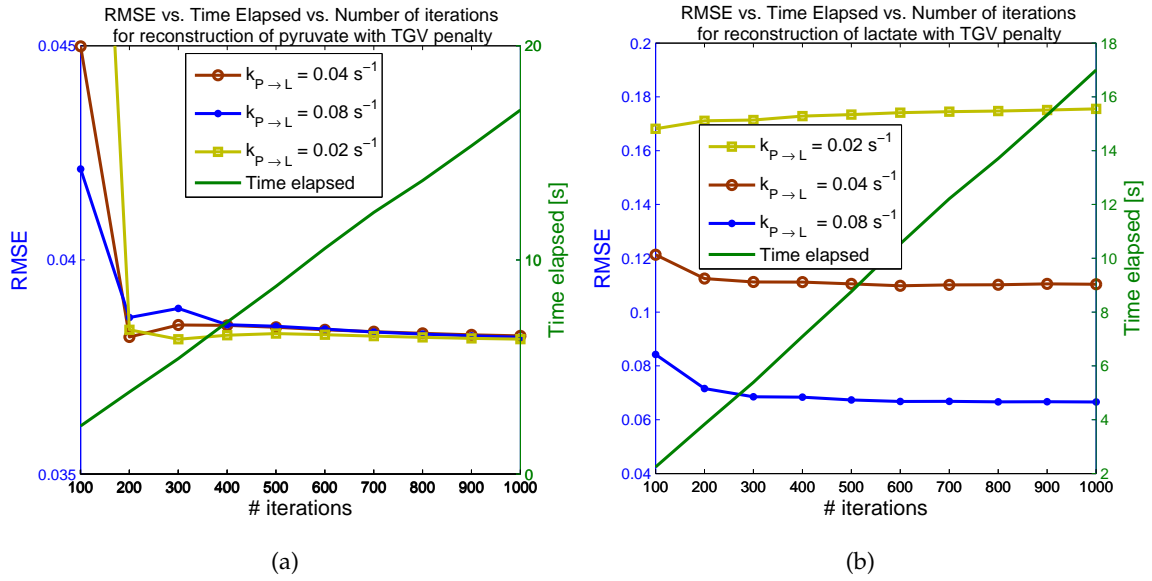 RMSE vs. Time Elapsed vs. Number of iterations
for reconstruction of pyruvate with TGV penalty
0.045
0.04
0.035
RMSE
20
10
0
Time elapsed [s]
k P→L = 0.04 s−1
k P→L = 0.08 s−1
k P→L = 0.02 s−1
Time elapsed
100 200 300 400 500 600 700 800 900 1000
# iterations
(a)
RMSE vs. Time Elapsed vs. Number of iterations
for reconstruction of lactate with TGV penalty
0.2
0.18
0.16
0.14
0.12
0.1
0.08
0.06
0.04
RMSE
18
16
14
12
10
8
6
4
2
Time elapsed [s]
k P→L = 0.02 s−1
k P→L = 0.04 s−1
k P→L = 0.08 s−1
Time elapsed
100 200 300 400 500 600 700 800 900 1000
# iterations
(b)